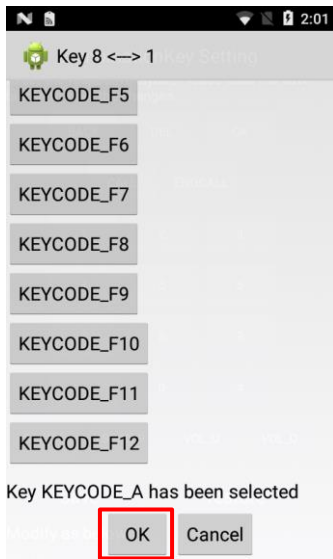 2:01
Key 8 <—> 1
KEYCODE_F5
KEYCODE_F6
KEYCODE_F7
KEYCODE_F8
KEYCODE_F9
KEYCODE_F10
KEYCODE_F11
KEYCODE_F12
Key KEYCODE_A has been selected
OK Cancel